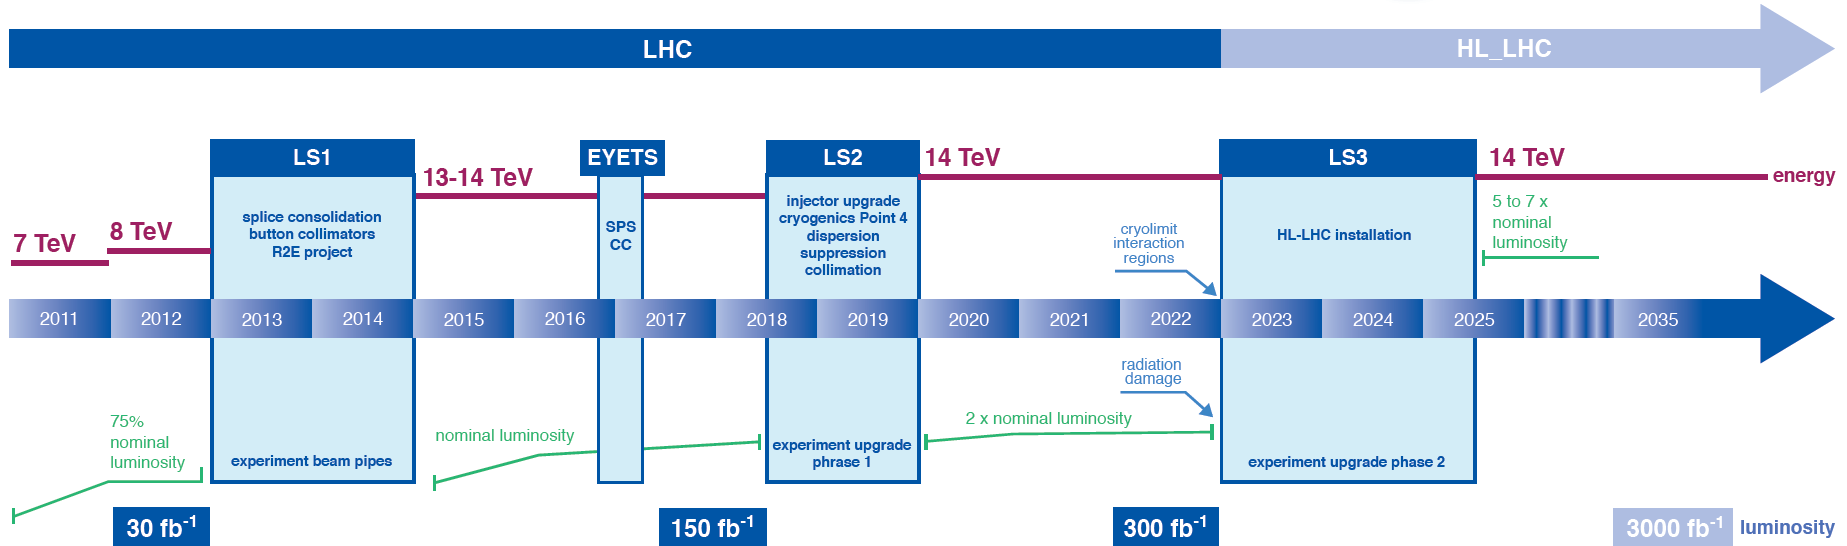 LHC
HL_LHC
LS1
EYETS
LS2
LS3
14 TeV
14 TeV
13-14 TeV
energy
7 TeV
8 TeV
splice consolidation
button collimators
R2E project
SPS
CC
injector upgrade
cryogenics Point 4
dispersion
suppression
collimation
cryolimit
interaction
regions
HL-LHC installation
5 to 7 x
nominal
luminosity
2011
2012
2013
2014
2015
2016
2017
2018
2019
2020
2021
2022
2023
2024
2025
2035
radiation
damage
75%
nominal
luminosity
experiment beam pipes
nominal luminosity
experiment upgrade
phrase 1
2 x nominal luminosity
experiment upgrade phase 2
30 fb-1
150 fb-1
300 fb-1
3000 fb-1
luminosity